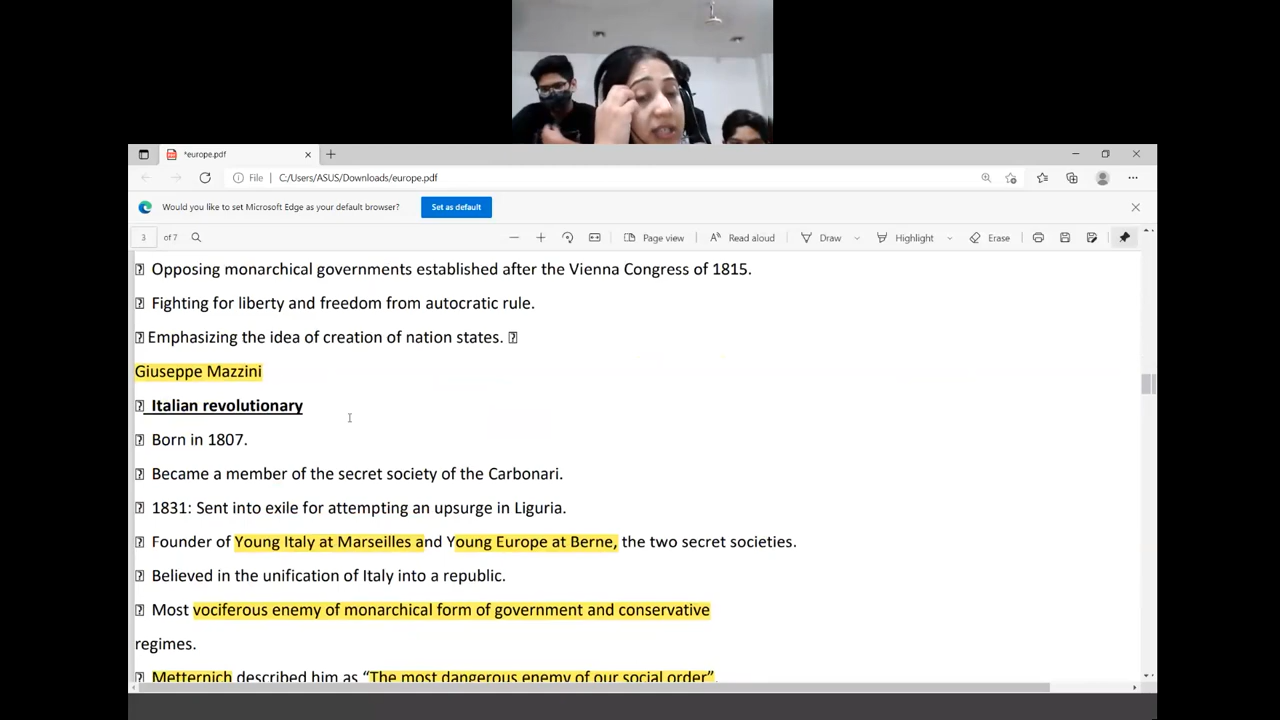 *europe.pdf
File
C:/Users/ASUS/Downloads/europe.pdf
Would you like to set Microsoft Edge as your default browser?
Set as default
3 of 7
Page view
Read aloud
Draw
Highlight
Erase
Opposing monarchical governments established after the Vienna Congress of 1815.
Fighting for liberty and freedom from autocratic rule.
Emphasizing the idea of creation of nation states.
Giuseppe Mazzini
Italian revolutionary
Born in 1807.
Became a member of the secret society of the Carbonari.
1831: Sent into exile for attempting an upsurge in Liguria.
Founder of Young Italy at Marseilles and Young Europe at Berne, the two secret societies.
Believed in the unification of Italy into a republic.
Most vociferous enemy of monarchical form of government and conservative
regimes.
Metternich described him as “The most dangerous enemy of our social order”.